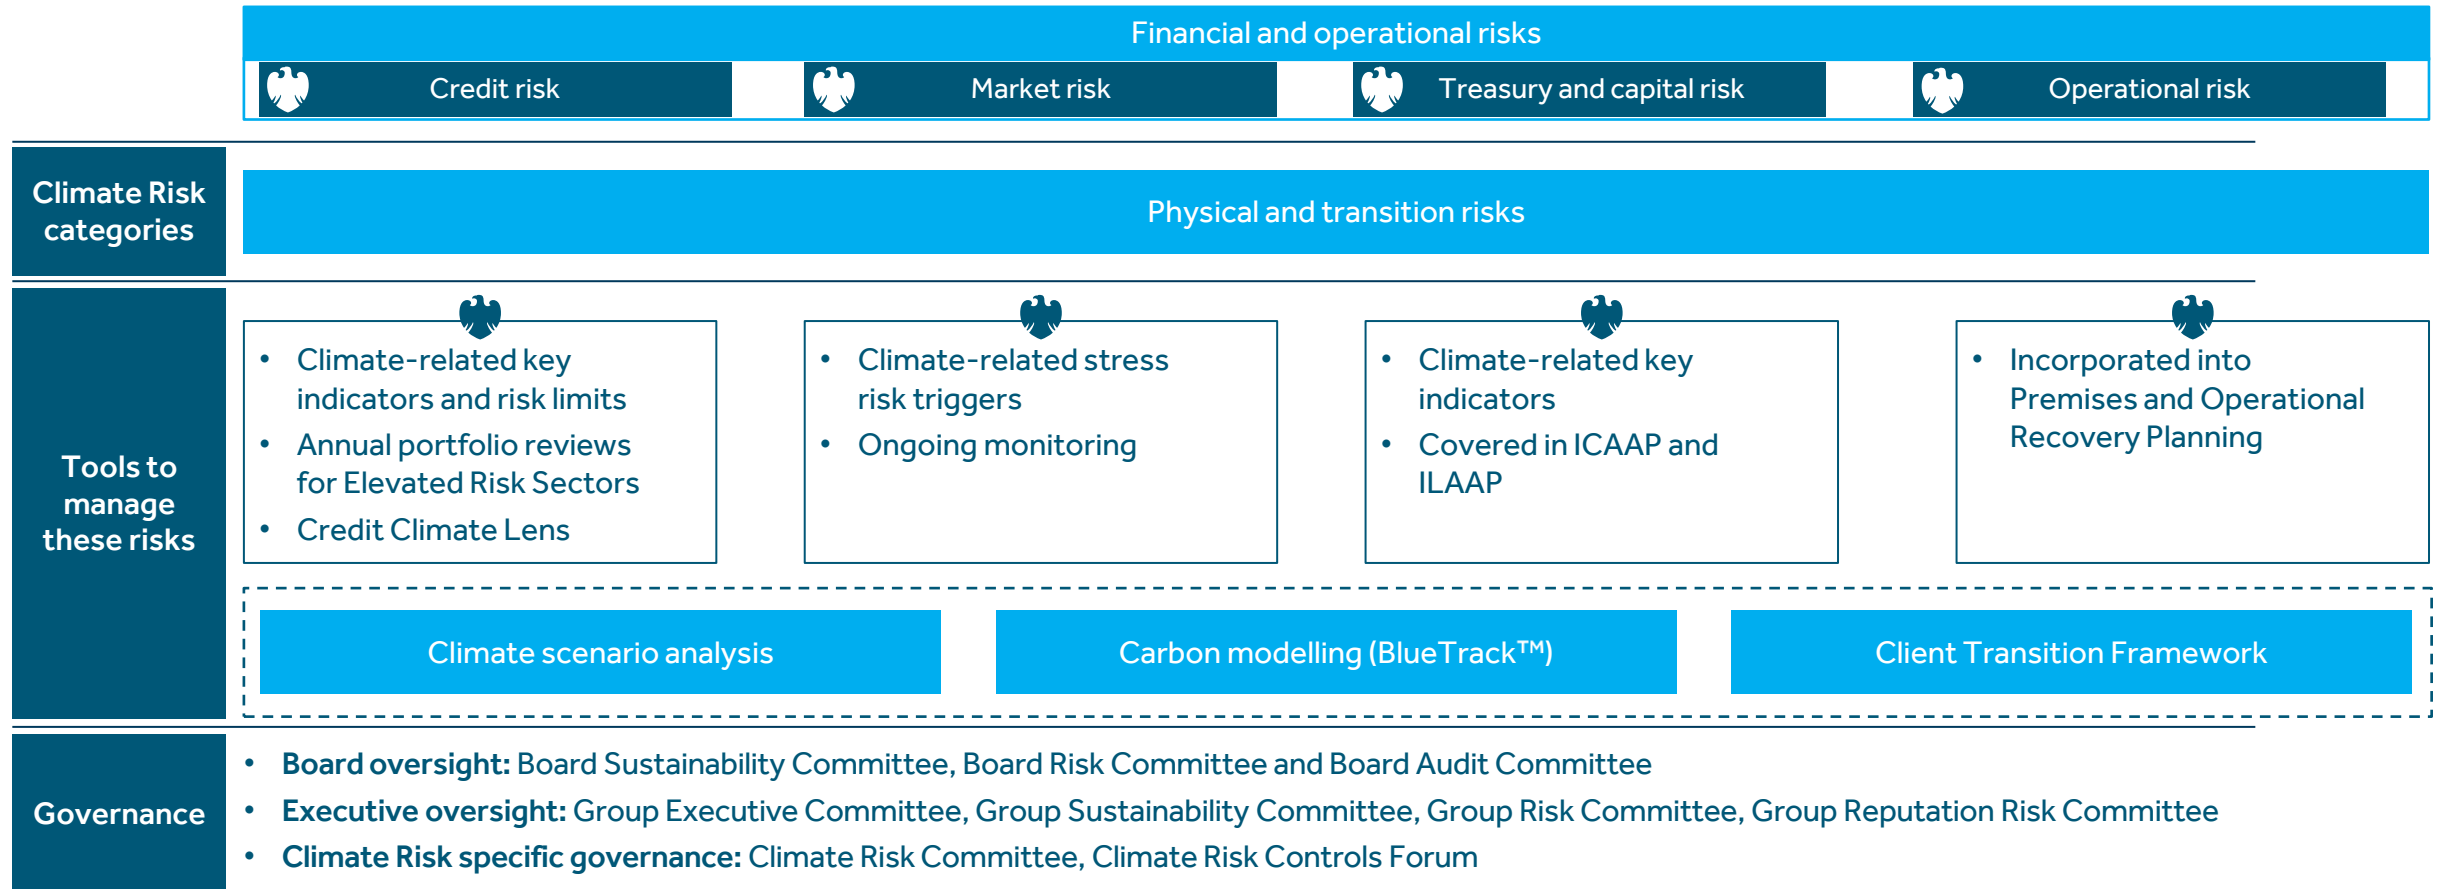 Financial and operational risks
Credit risk
Market risk
Treasury and capital risk
Operational risk
Climate Risk
categories
Physical and transition risks
Tools to
manage
these risks
• Climate-related key
indicators and risk limits
• Annual portfolio reviews
for Elevated Risk Sectors
• Credit Climate Lens
• Climate-related stress
risk triggers
• Ongoing monitoring
• Climate-related key
indicators
• Covered in ICAAP and
ILAAP
• Incorporated into
Premises and Operational
Recovery Planning
Climate scenario analysis
Carbon modelling (BlueTrack™)
Client Transition Framework
Governance
• Board oversight: Board Sustainability Committee, Board Risk Committee and Board Audit Committee
• Executive oversight: Group Executive Committee, Group Sustainability Committee, Group Risk Committee, Group Reputation Risk Committee
• Climate Risk specific governance: Climate Risk Committee, Climate Risk Controls Forum